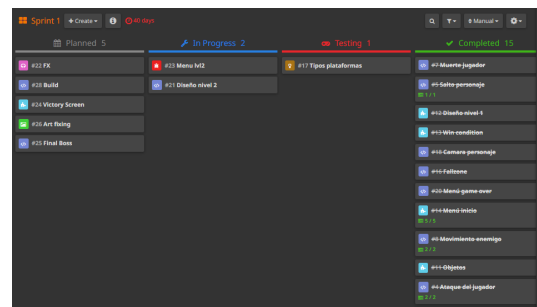 Sprint 1 + Create 40 days Manual
Planned 5
#22 FX
#28 Build
#24 Victory Screen
#26 Art fixing
#25 Final Boss
In Progress 2
#23 Menu lvl2
#21 Diseño nivel 2
Testing 1
#17 Tipos plataformas
Completed 15
#7 Muerte jugador
#5 Salto personaje
1 / 1
#12 Diseño nivel 1
#13 Win condition
#18 Camara personaje
#16 Fallzone
#20 Menú game over
#14 Menú inicio
5 / 5
#9 Movimiento enemigo
2 / 2
#11 Objetos
#4 Ataque del jugador
2 / 2